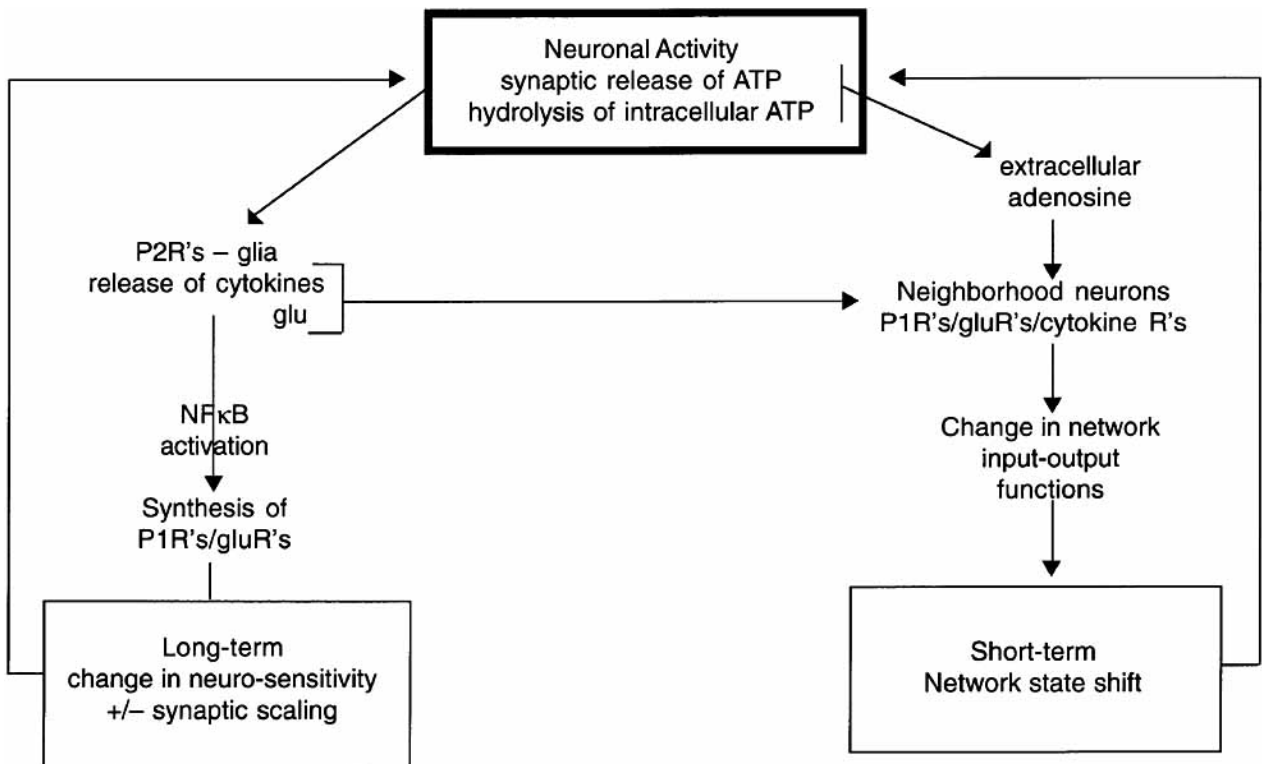 Neuronal Activity
synaptic release of ATP
hydrolysis of intracellular ATP
extracellular
adenosine
P2R's – glia
release of cytokines
glu
Neighborhood neurons
P1R's/gluR's/cytokine R's
NFκB
activation
Change in network
input-output
functions
Synthesis of
P1R's/gluR's
Long-term
change in neuro-sensitivity
+/– synaptic scaling
Short-term
Network state shift